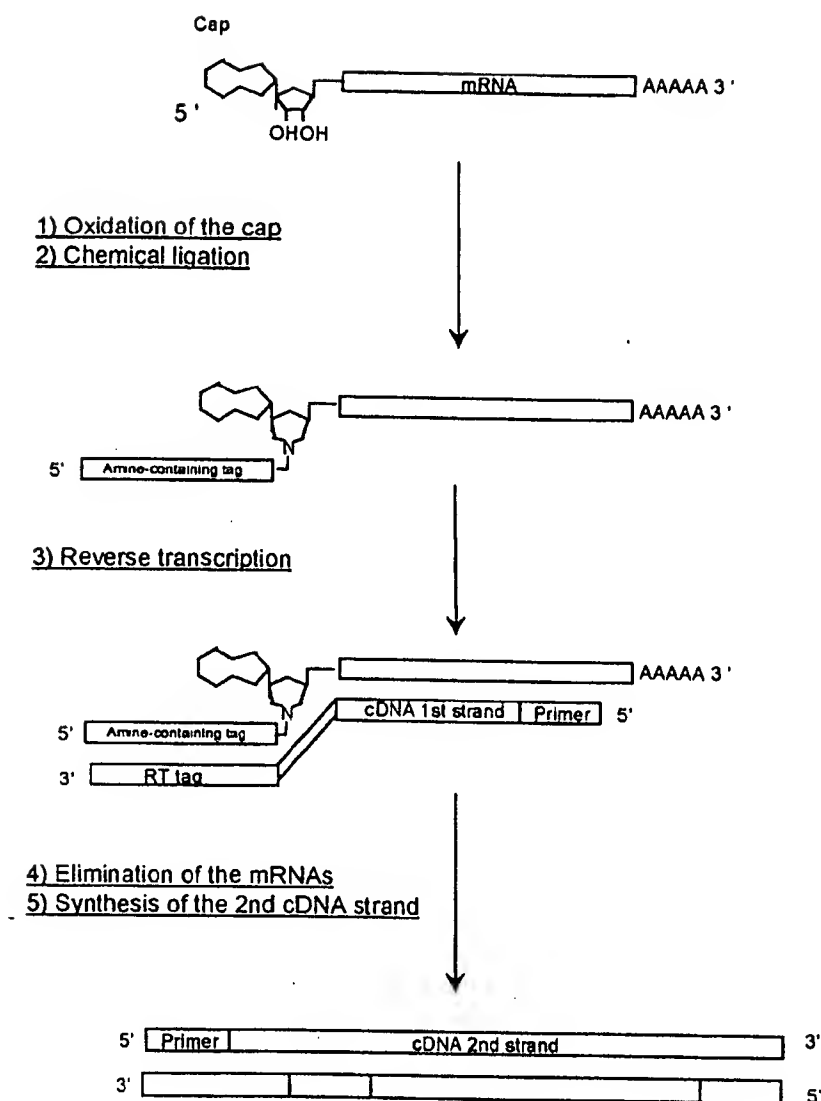 Cap
mRNA AAAAA 3 '
5 '
OHOH
1) Oxidation of the cap
2) Chemical ligation
AAAAA 3 '
N
5' Amine-containing tag
3) Reverse transcription
AAAAA 3 '
cDNA 1st strand Primer 5'
N
5' Amine-containing tag
3' RT tag
4) Elimination of the mRNAs
5) Synthesis of the 2nd cDNA strand
5' Primer cDNA 2nd strand 3'
3' 5'